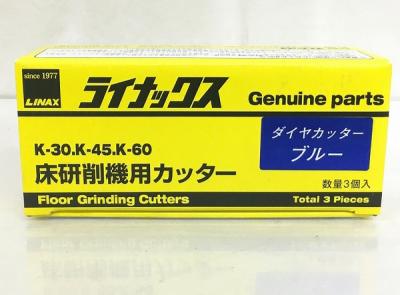 since 1977
LINAX
ライナックス
Genuine parts
K-30.K-45.K-60
床研削機用カッター
ダイヤカッター
ブルー
数量3個入
Floor Grinding Cutters
Total 3 Pieces